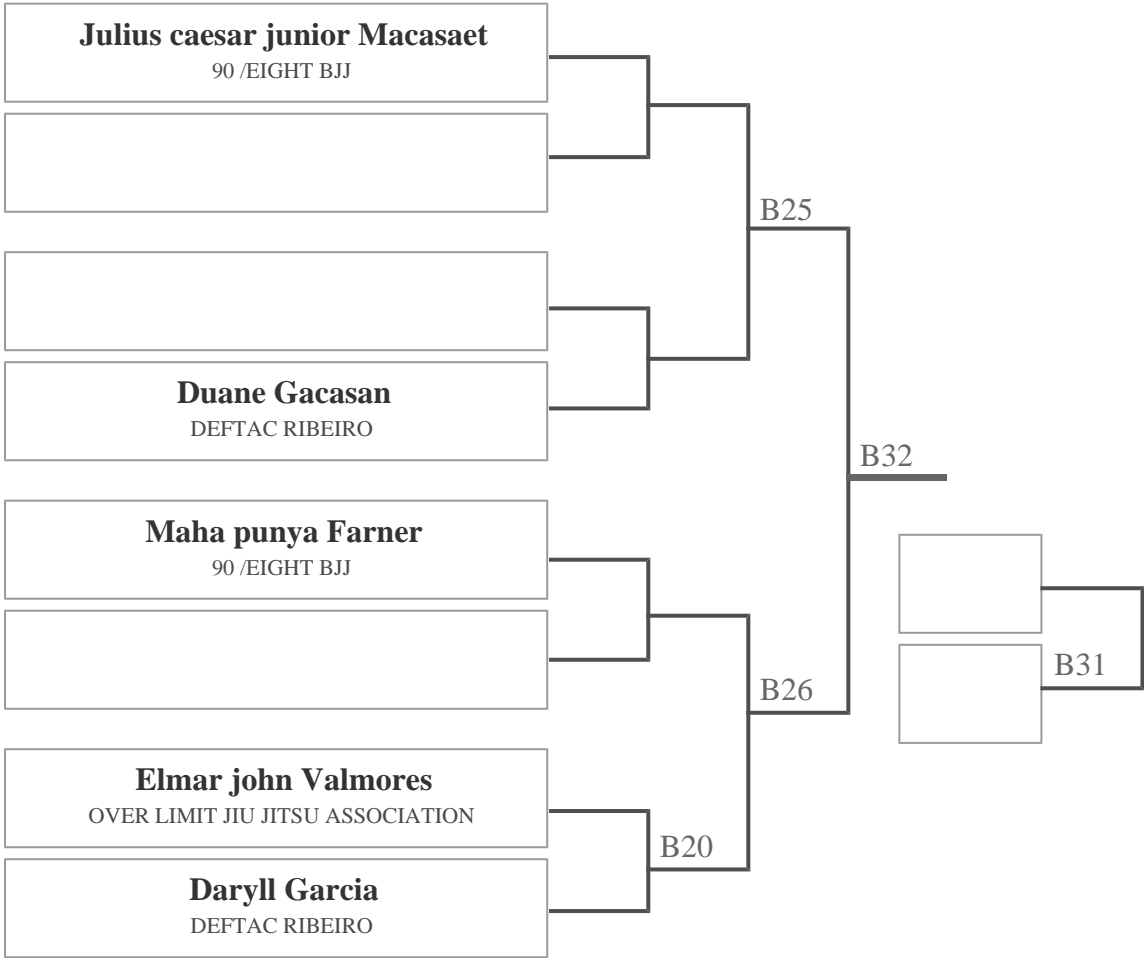 Julius caesar junior Macasaet
90 /EIGHT BJJ
B25
Duane Gacasan
DEFTAC RIBEIRO
B32
Maha punya Farner
90 /EIGHT BJJ
B31
B26
Elmar john Valmores
OVER LIMIT JIU JITSU ASSOCIATION
B20
Daryll Garcia
DEFTAC RIBEIRO